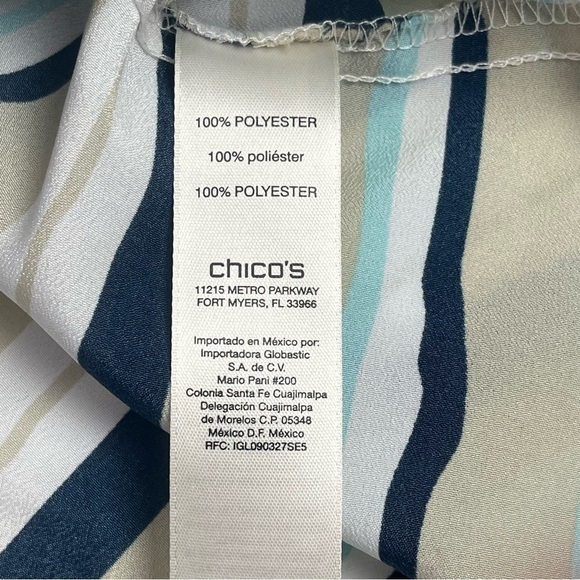 100% POLYESTER
100% poliéster
100% POLYESTER
chico's
11215 METRO PARKWAY
FORT MYERS, FL 33966
Importado en México por:
Importadora Globastic
S.A. de C.V.
Mario Pani #200
Colonia Santa Fe Cuajimalpa
Delegación Cuajimalpa
de Morelos C.P. 05348
México D.F. México
RFC: IGL090327SE5